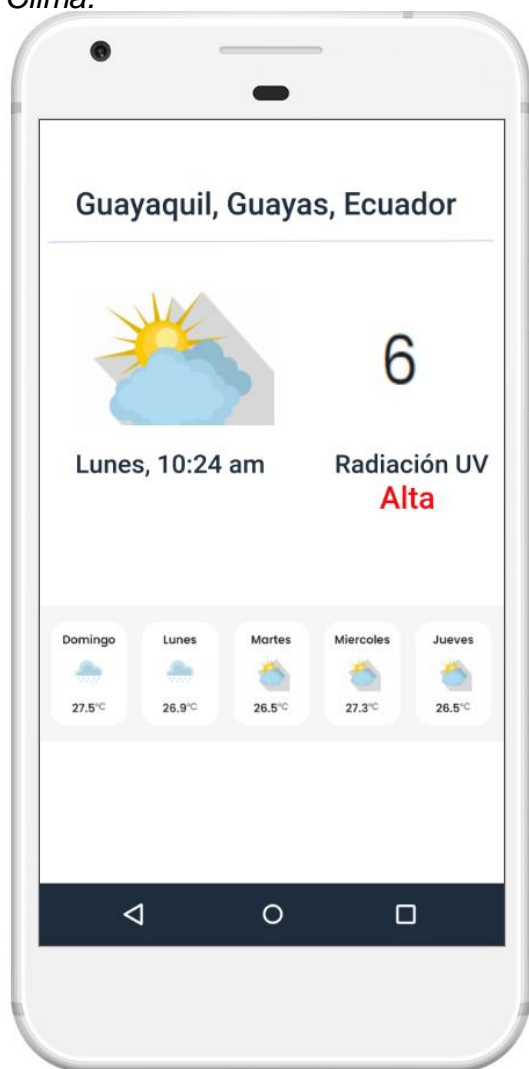 Clima.
Guayaquil, Guayas, Ecuador
6
Lunes, 10:24 am
Radiación UV
Alta
Domingo Lunes Martes Miercoles Jueves
27.5°C 26.9°C 26.5°C 27.3°C 26.5°C